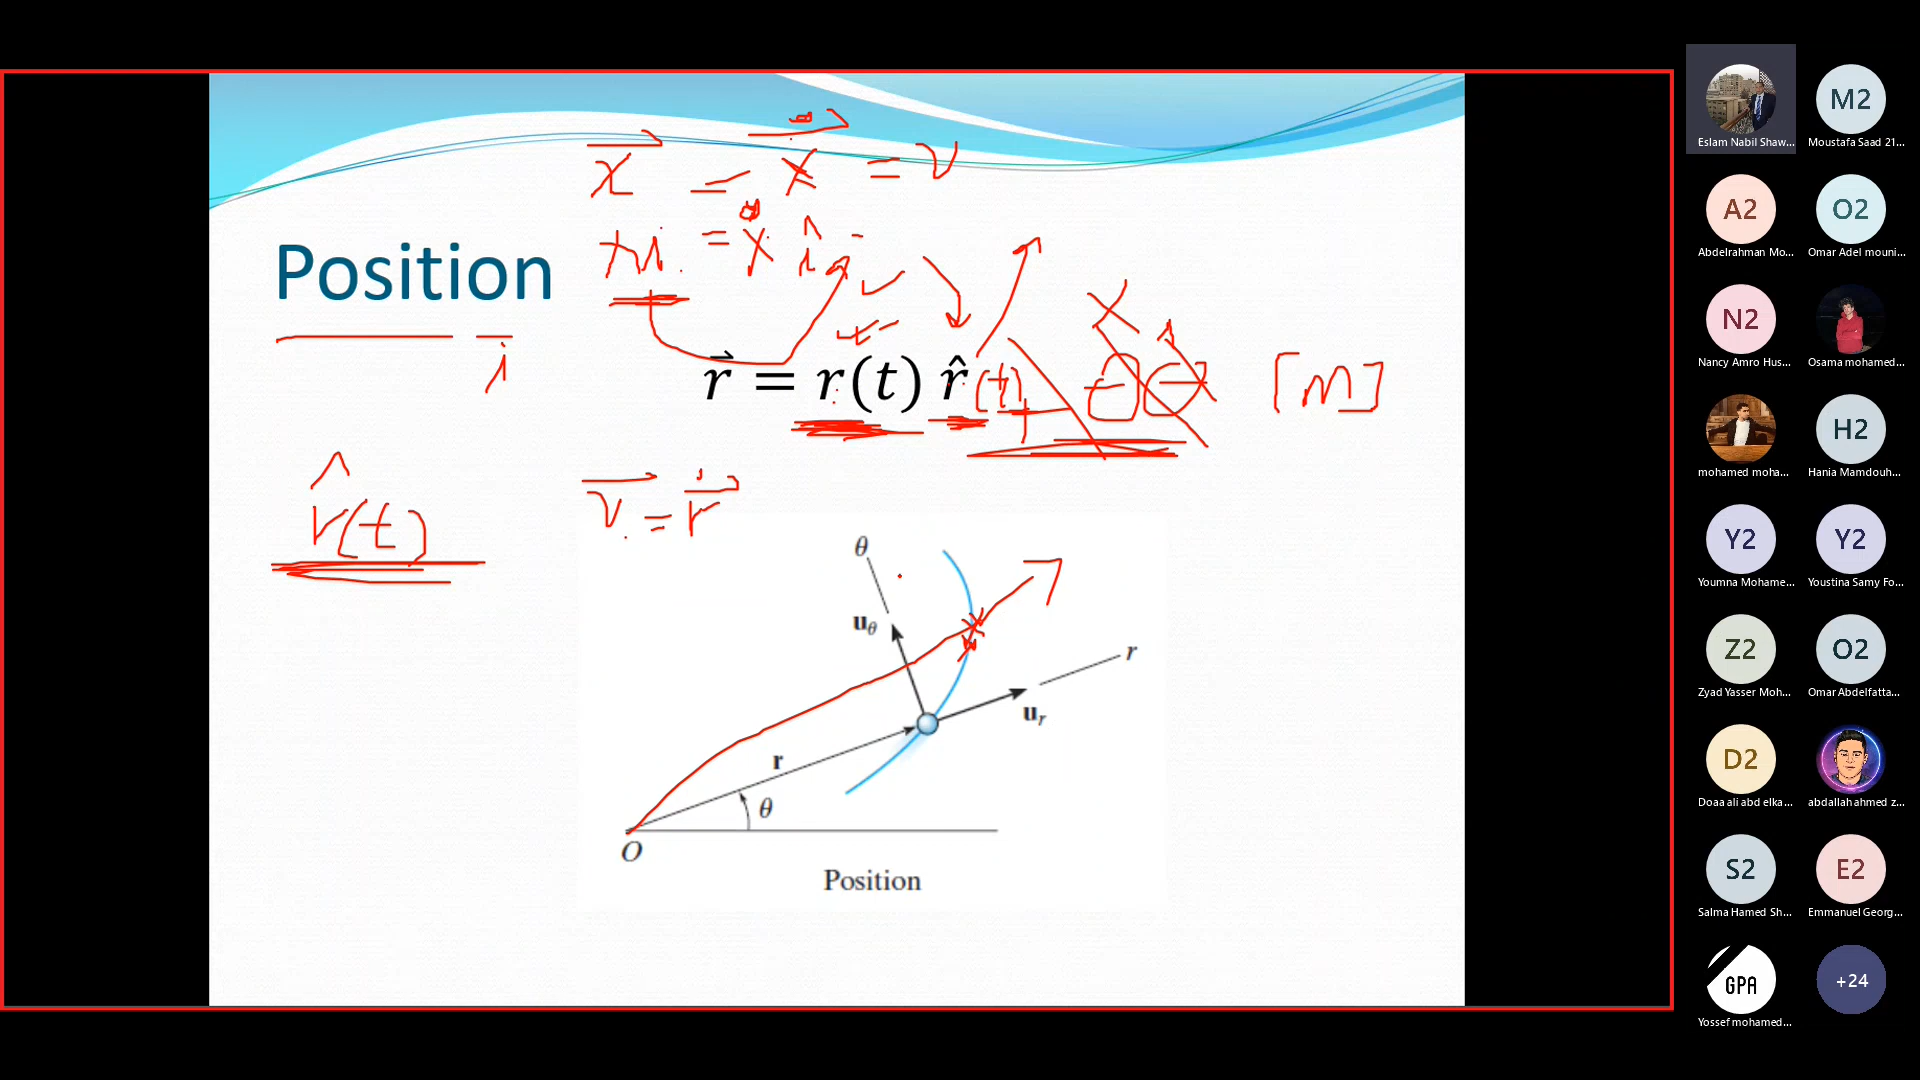 x = ẋ = v
xi = ẋ î
Position
i
r⃗ = r(t) r̂ (t) [m]
r̂(t)
v = ṙ
θ
u_θ
r
u_r
r
θ
O
Position
Eslam Nabil Shaw...
M2
Moustafa Saad 21...
A2
Abdelrahman Mo...
O2
Omar Adel mouni...
N2
Nancy Amro Hus...
Osama mohamed...
mohamed moha...
H2
Hania Mamdouh...
Y2
Youmna Mohame...
Y2
Youstina Samy Fo...
Z2
Zyad Yasser Moh...
O2
Omar Abdelfatta...
D2
Doaa ali abd elka...
abdallah ahmed z...
S2
Salma Hamed Sh...
E2
Emmanuel Georg...
GPA
Yossef mohamed...
+24